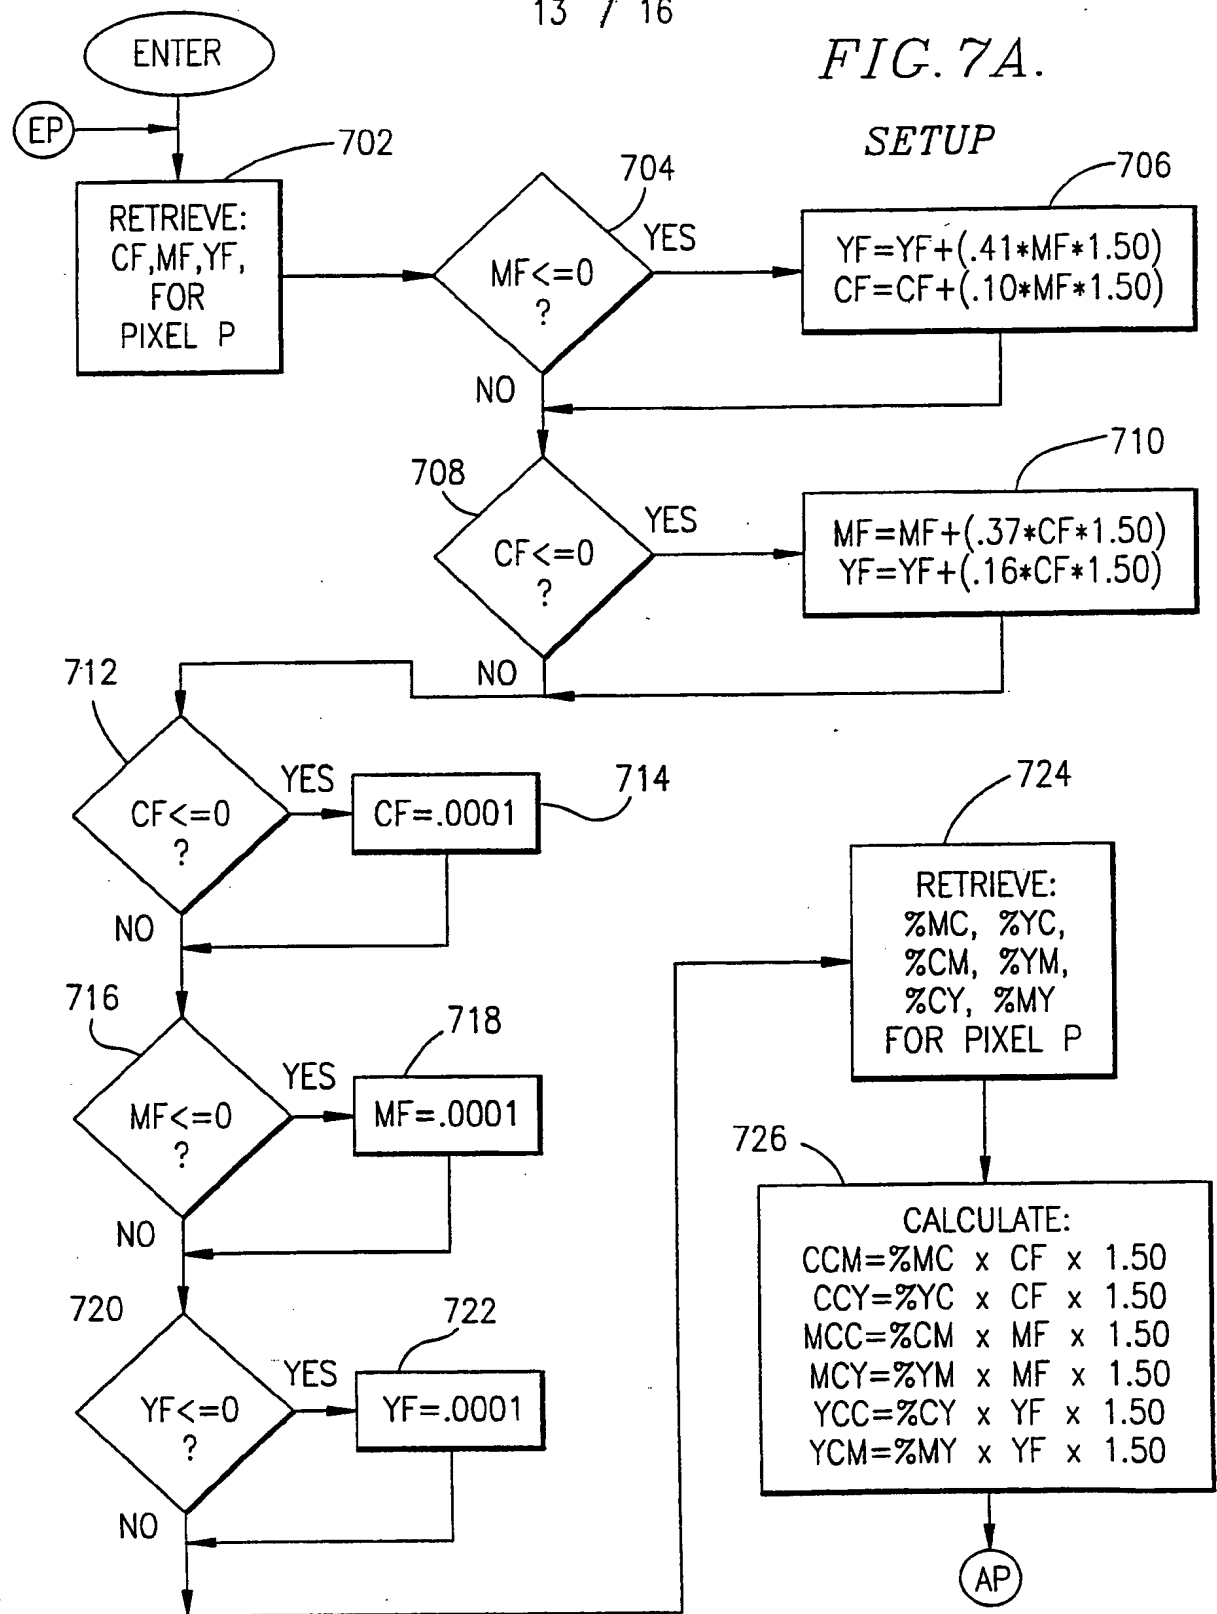 13 / 16
FIG. 7A.
SETUP
ENTER
EP
702
RETRIEVE:
CF,MF,YF,
FOR
PIXEL P
704
MF<=0
?
YES
NO
706
YF=YF+(.41*MF*1.50)
CF=CF+(.10*MF*1.50)
708
CF<=0
?
YES
NO
710
MF=MF+(.37*CF*1.50)
YF=YF+(.16*CF*1.50)
712
CF<=0
?
YES
NO
714
CF=.0001
716
MF<=0
?
YES
NO
718
MF=.0001
720
YF<=0
?
YES
NO
722
YF=.0001
724
RETRIEVE:
%MC, %YC,
%CM, %YM,
%CY, %MY
FOR PIXEL P
726
CALCULATE:
CCM=%MC x CF x 1.50
CCY=%YC x CF x 1.50
MCC=%CM x MF x 1.50
MCY=%YM x MF x 1.50
YCC=%CY x YF x 1.50
YCM=%MY x YF x 1.50
AP